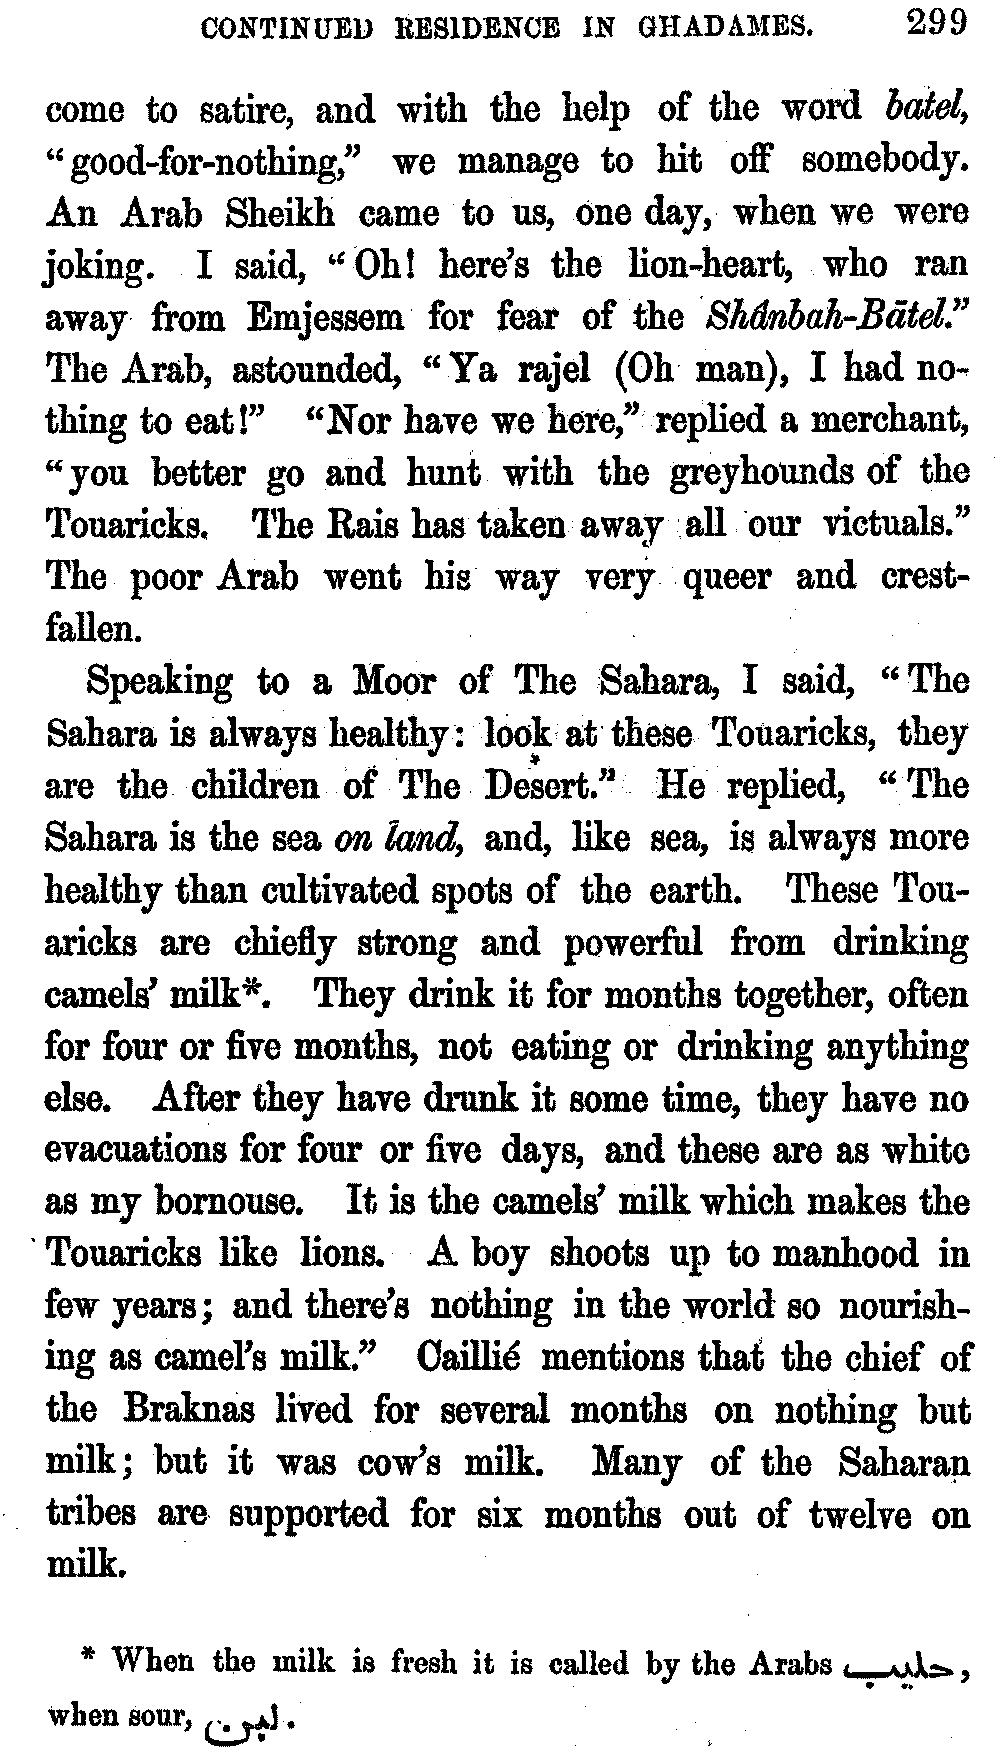 CONTINUED RESIDENCE IN GHADAMES. 299
come to satire, and with the help of the word batel,
“good-for-nothing,” we manage to hit off somebody.
An Arab Sheikh came to us, one day, when we were
joking. I said, “Oh! here’s the lion-heart, who ran
away from Emjessem for fear of the Shânbah-Bātel.”
The Arab, astounded, “Ya rajel (Oh man), I had no-
thing to eat!” “Nor have we here,” replied a merchant,
“you better go and hunt with the greyhounds of the
Touaricks. The Rais has taken away all our victuals.”
The poor Arab went his way very queer and crest-
fallen.
Speaking to a Moor of The Sahara, I said, “The
Sahara is always healthy: look at these Touaricks, they
are the children of The Desert.” He replied, “The
Sahara is the sea on land, and, like sea, is always more
healthy than cultivated spots of the earth. These Tou-
aricks are chiefly strong and powerful from drinking
camels’ milk*. They drink it for months together, often
for four or five months, not eating or drinking anything
else. After they have drunk it some time, they have no
evacuations for four or five days, and these are as white
as my bornouse. It is the camels’ milk which makes the
Touaricks like lions. A boy shoots up to manhood in
few years; and there’s nothing in the world so nourish-
ing as camel’s milk.” Caillié mentions that the chief of
the Braknas lived for several months on nothing but
milk; but it was cow’s milk. Many of the Saharan
tribes are supported for six months out of twelve on
milk.
* When the milk is fresh it is called by the Arabs حليب,
when sour, لبن.